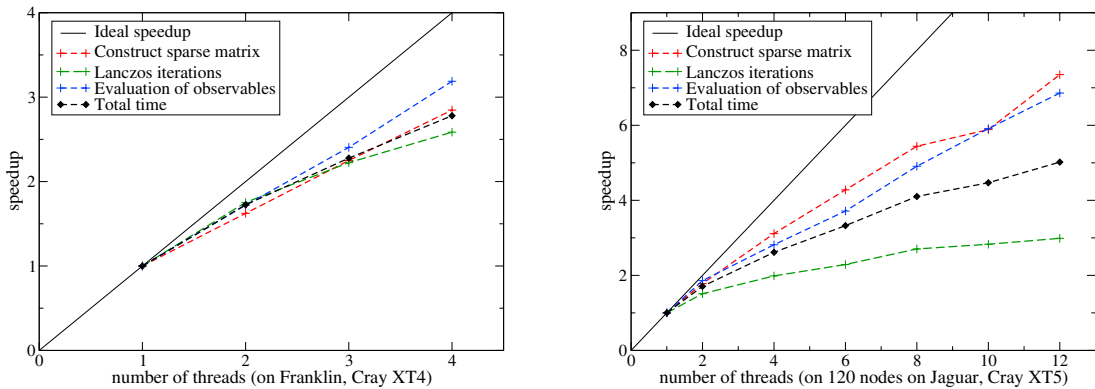 4
3
2
1
0
speedup
Ideal speedup
Construct sparse matrix
Lanczos iterations
Evaluation of observables
Total time
0 1 2 3 4
number of threads (on Franklin, Cray XT4)
8
6
4
2
0
speedup
Ideal speedup
Construct sparse matrix
Lanczos iterations
Evaluation of observables
Total time
0 2 4 6 8 10 12
number of threads (on 120 nodes on Jaguar, Cray XT5)